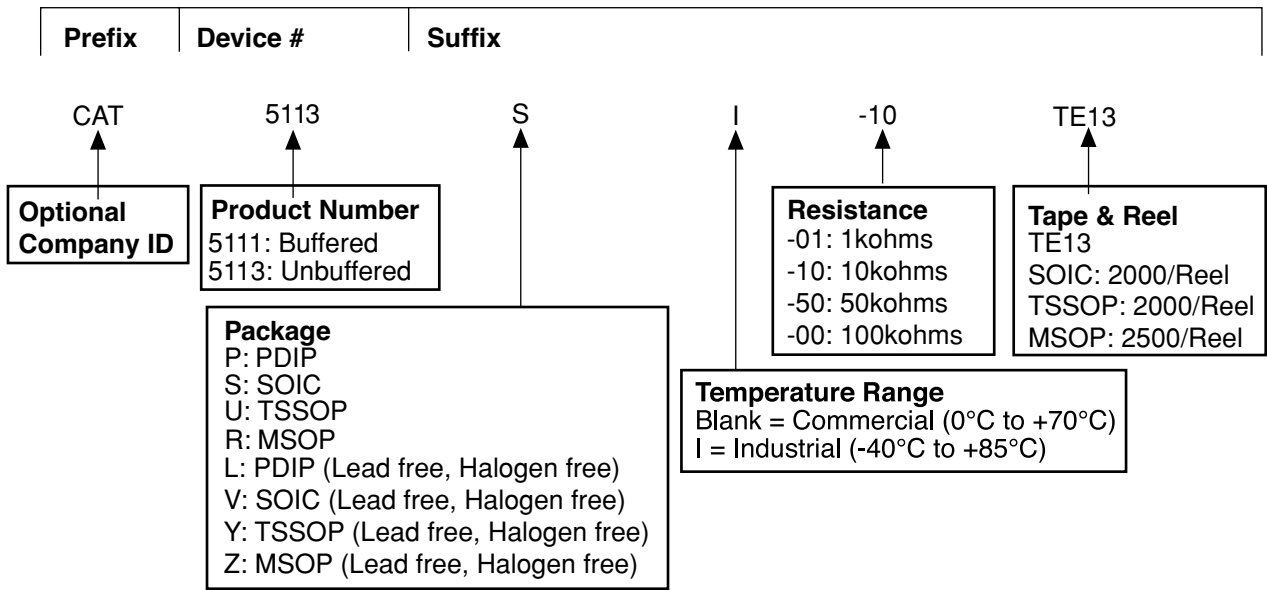 Prefix
Device #
Suffix
CAT
5113
S
I
-10
TE13
Optional
Company ID
Product Number
5111: Buffered
5113: Unbuffered
Resistance
-01: 1kohms
-10: 10kohms
-50: 50kohms
-00: 100kohms
Tape & Reel
TE13
SOIC: 2000/Reel
TSSOP: 2000/Reel
MSOP: 2500/Reel
Package
P: PDIP
S: SOIC
U: TSSOP
R: MSOP
L: PDIP (Lead free, Halogen free)
V: SOIC (Lead free, Halogen free)
Y: TSSOP (Lead free, Halogen free)
Z: MSOP (Lead free, Halogen free)
Temperature Range
Blank = Commercial (0°C to +70°C)
I = Industrial (-40°C to +85°C)